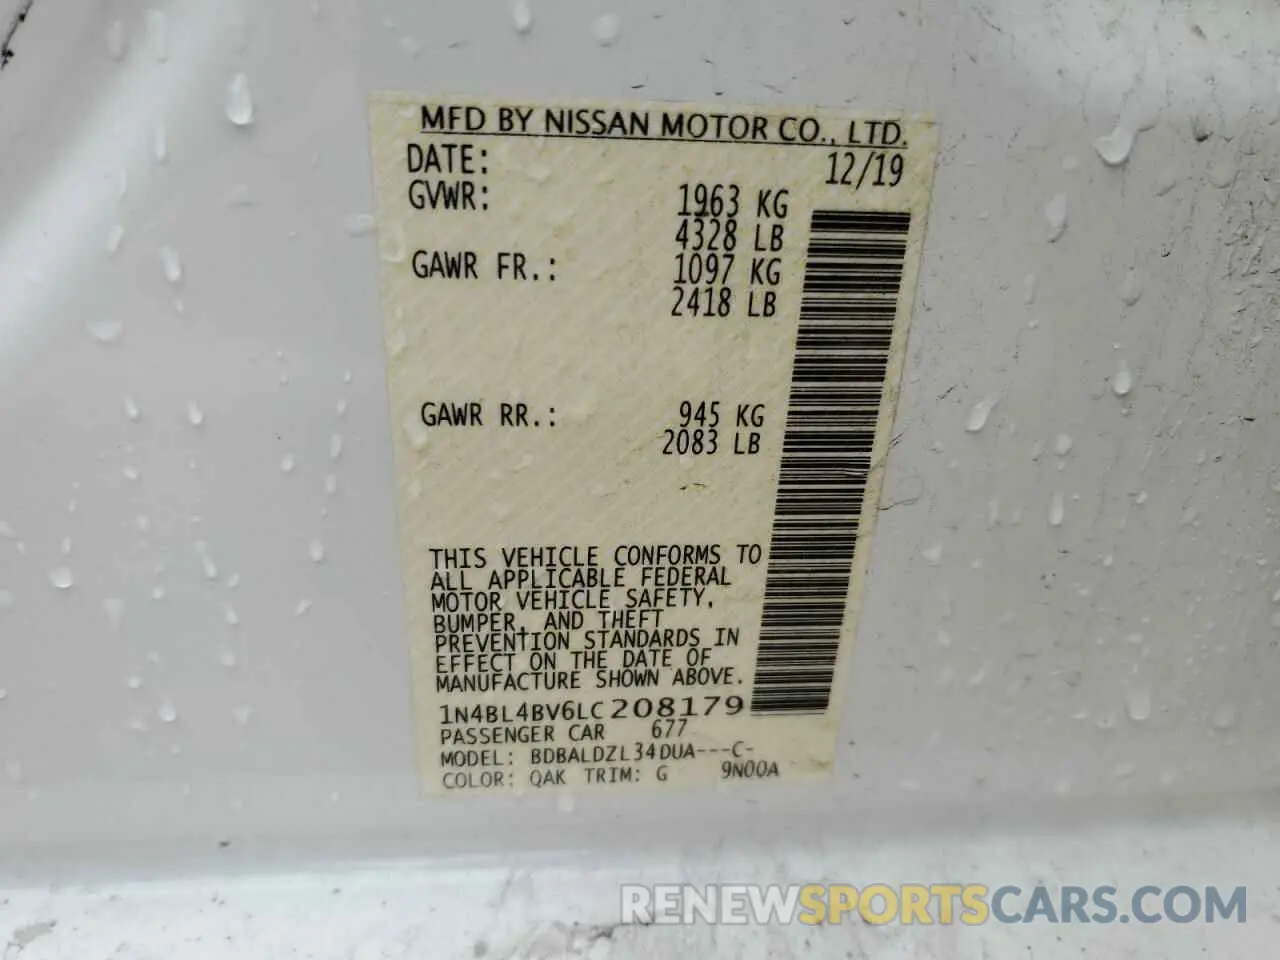 MFD BY NISSAN MOTOR CO., LTD.
DATE: 12/19
GVWR: 1963 KG
4328 LB
GAWR FR.: 1097 KG
2418 LB
GAWR RR.: 945 KG
2083 LB
THIS VEHICLE CONFORMS TO
ALL APPLICABLE FEDERAL
MOTOR VEHICLE SAFETY,
BUMPER, AND THEFT
PREVENTION STANDARDS IN
EFFECT ON THE DATE OF
MANUFACTURE SHOWN ABOVE.
1N4BL4BV6LC208179
PASSENGER CAR 677
MODEL: BDBALDZL34DUA---C-
COLOR: QAK TRIM: G 9N00A
RENEWSPORTSCARS.COM